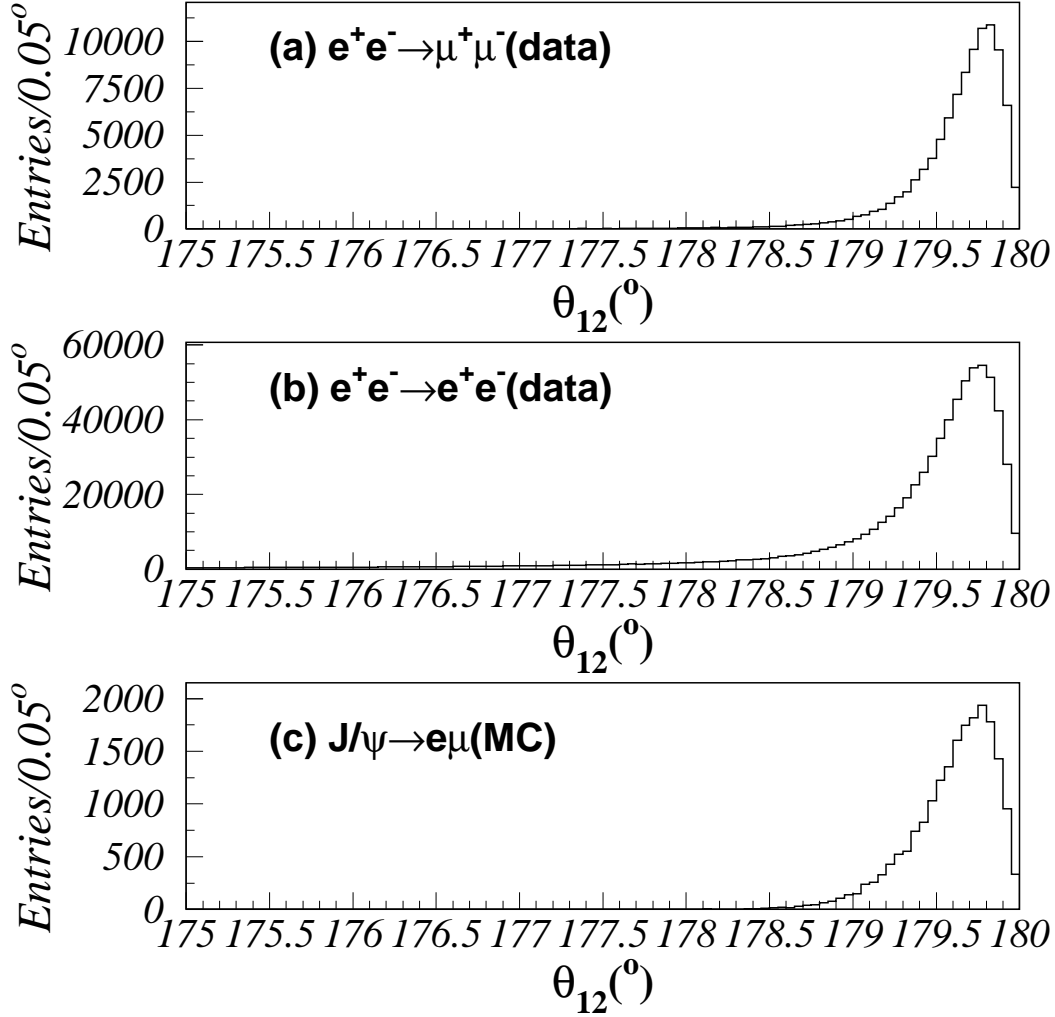 Entries/0.05°
10000
7500
5000
2500
0
(a) e⁺e⁻→μ⁺μ⁻(data)
175 175.5 176 176.5 177 177.5 178 178.5 179 179.5 180
θ₁₂(°)
Entries/0.05°
60000
40000
20000
0
(b) e⁺e⁻→e⁺e⁻(data)
175 175.5 176 176.5 177 177.5 178 178.5 179 179.5 180
θ₁₂(°)
Entries/0.05°
2000
1500
1000
500
0
(c) J/ψ→eμ(MC)
175 175.5 176 176.5 177 177.5 178 178.5 179 179.5 180
θ₁₂(°)